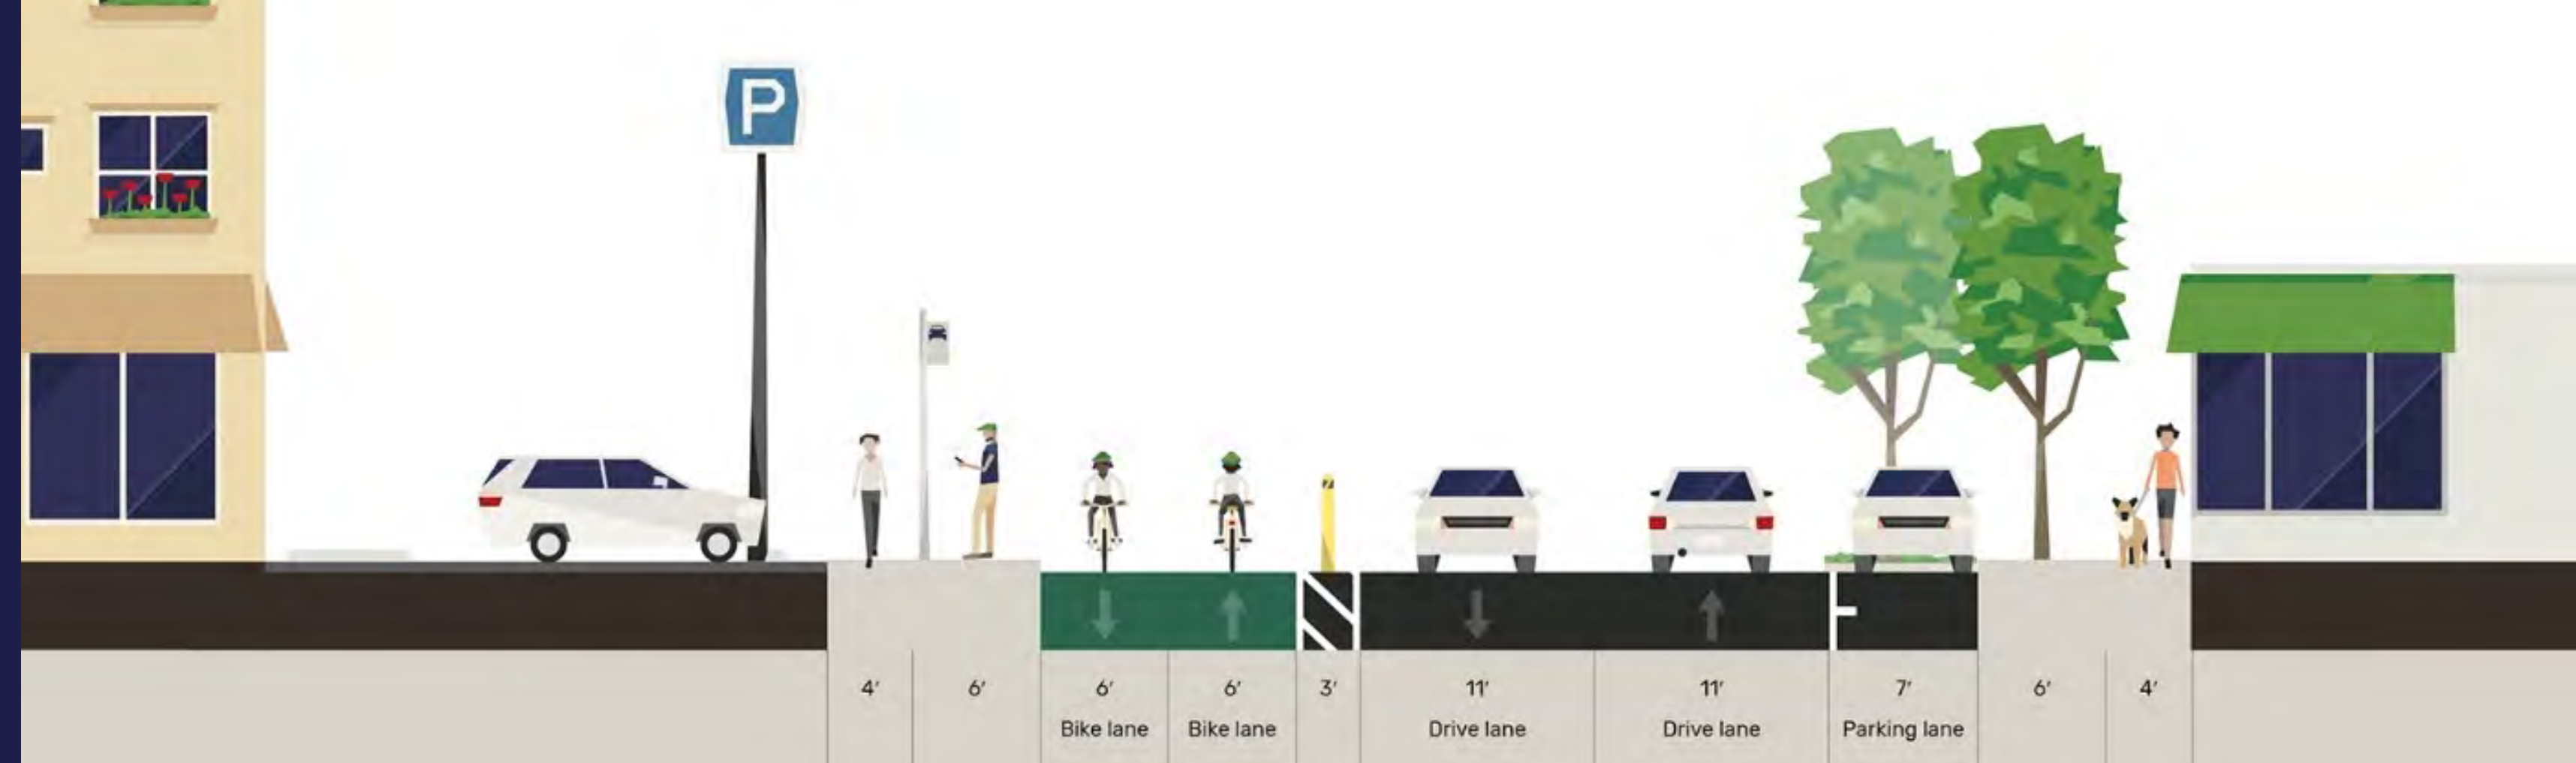 P
4′
6′
6′
6′
3′
11′
11′
7′
6′
4′
Bike lane
Bike lane
Drive lane
Drive lane
Parking lane